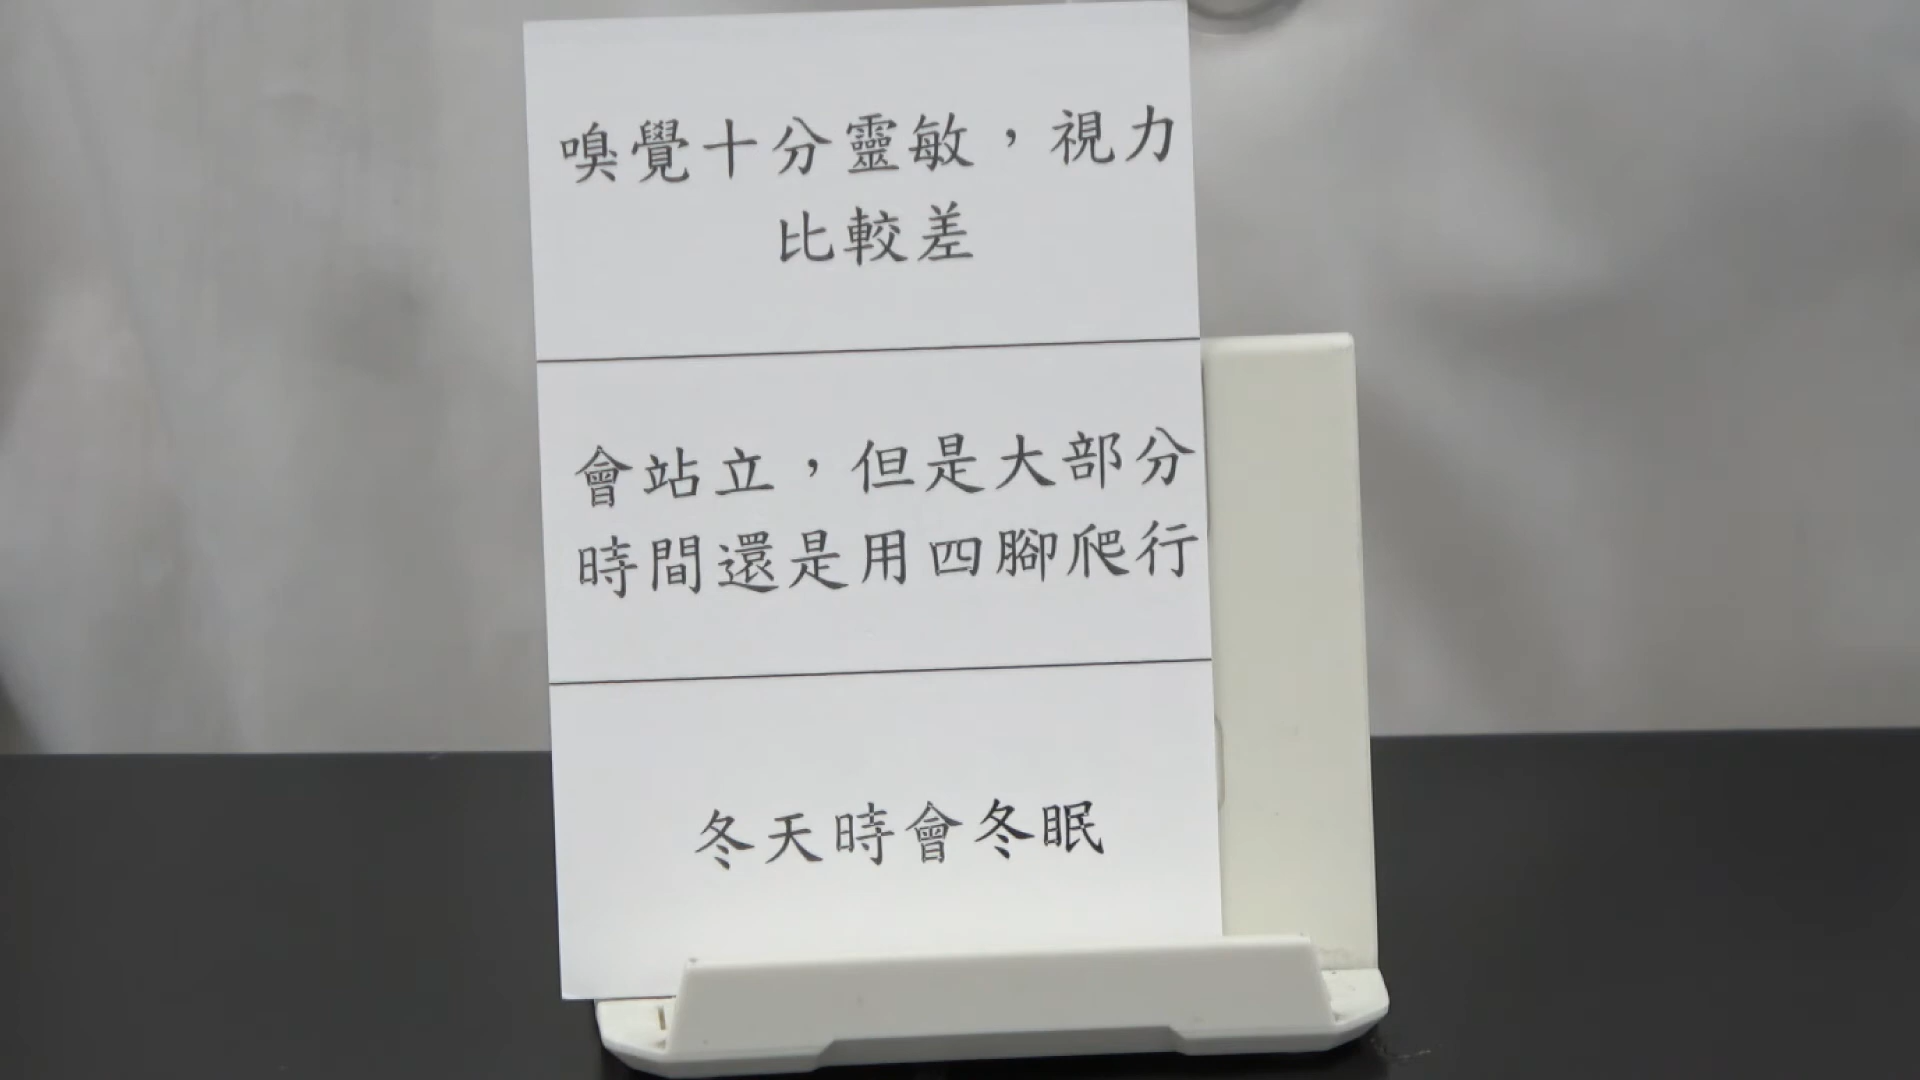 嗅覺十分靈敏，視力
比較差
會站立，但是大部分
時間還是用四腳爬行
冬天時會冬眠